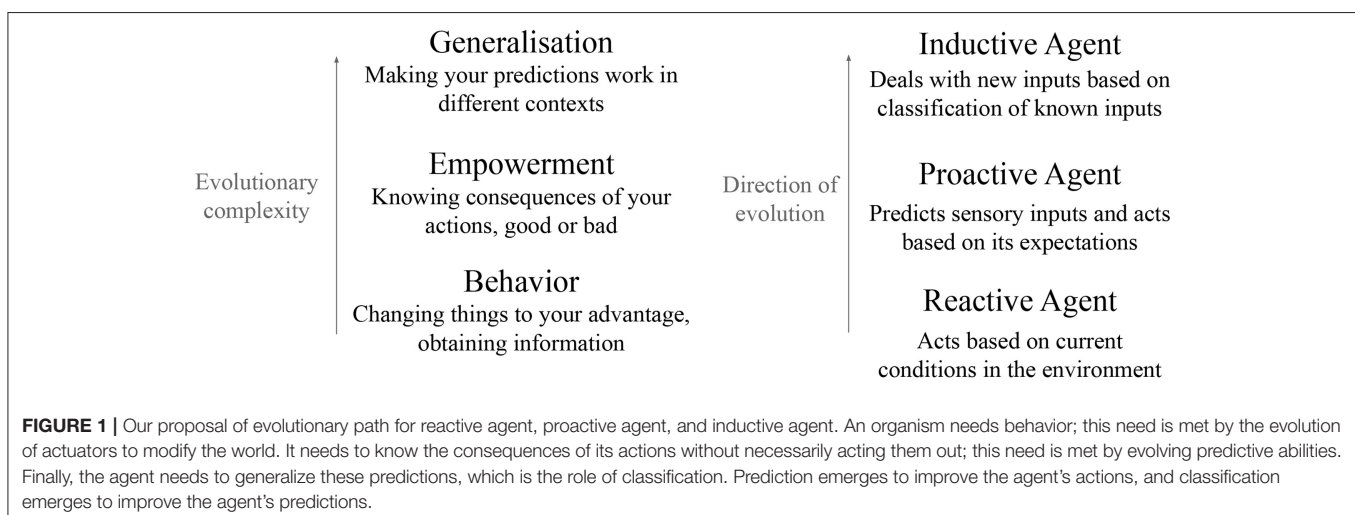 Generalisation
Making your predictions work in
different contexts
Empowerment
Knowing consequences of your
actions, good or bad
Behavior
Changing things to your advantage,
obtaining information
Evolutionary
complexity
Inductive Agent
Deals with new inputs based on
classification of known inputs
Proactive Agent
Predicts sensory inputs and acts
based on its expectations
Reactive Agent
Acts based on current
conditions in the environment
Direction of
evolution
FIGURE 1 | Our proposal of evolutionary path for reactive agent, proactive agent, and inductive agent. An organism needs behavior; this need is met by the evolution
of actuators to modify the world. It needs to know the consequences of its actions without necessarily acting them out; this need is met by evolving predictive abilities.
Finally, the agent needs to generalize these predictions, which is the role of classification. Prediction emerges to improve the agent's actions, and classification
emerges to improve the agent's predictions.